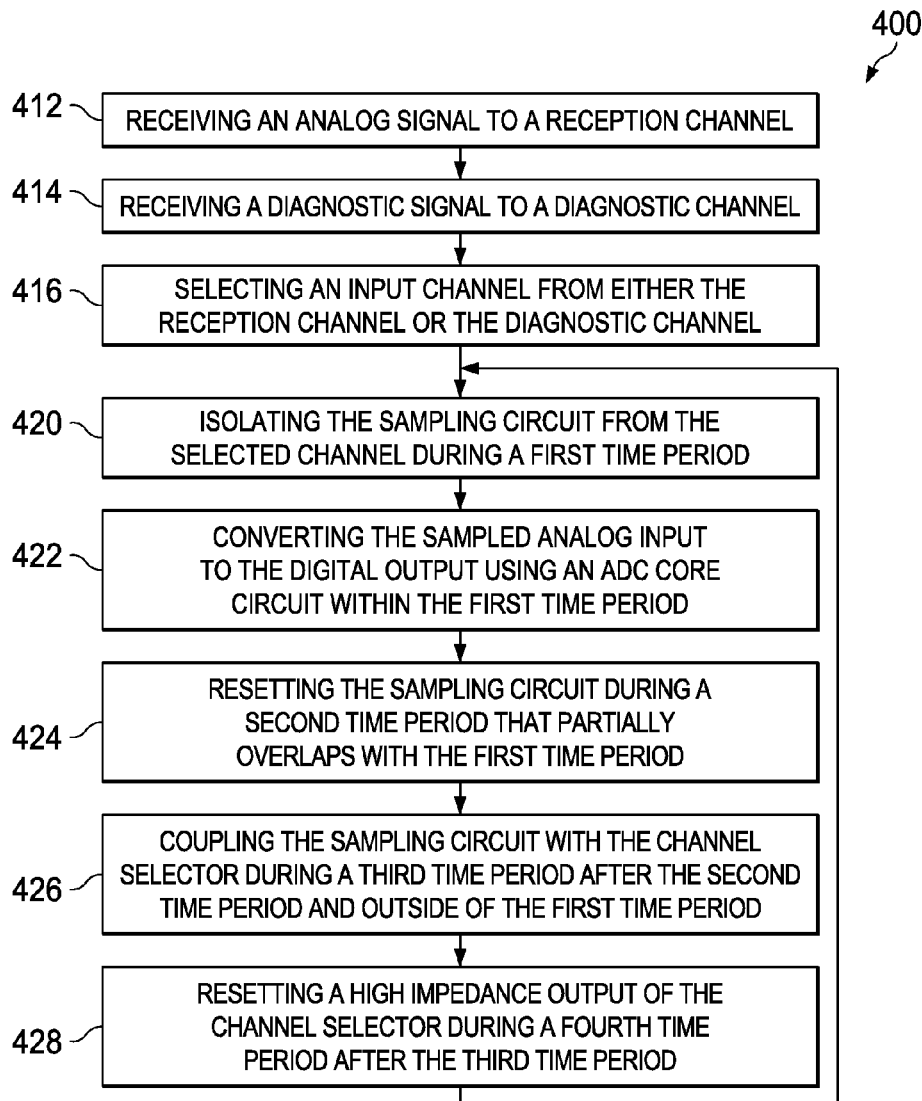 400
412
RECEIVING AN ANALOG SIGNAL TO A RECEPTION CHANNEL
414
RECEIVING A DIAGNOSTIC SIGNAL TO A DIAGNOSTIC CHANNEL
416
SELECTING AN INPUT CHANNEL FROM EITHER THE
RECEPTION CHANNEL OR THE DIAGNOSTIC CHANNEL
420
ISOLATING THE SAMPLING CIRCUIT FROM THE
SELECTED CHANNEL DURING A FIRST TIME PERIOD
422
CONVERTING THE SAMPLED ANALOG INPUT
TO THE DIGITAL OUTPUT USING AN ADC CORE
CIRCUIT WITHIN THE FIRST TIME PERIOD
424
RESETTING THE SAMPLING CIRCUIT DURING A
SECOND TIME PERIOD THAT PARTIALLY
OVERLAPS WITH THE FIRST TIME PERIOD
426
COUPLING THE SAMPLING CIRCUIT WITH THE CHANNEL
SELECTOR DURING A THIRD TIME PERIOD AFTER THE SECOND
TIME PERIOD AND OUTSIDE OF THE FIRST TIME PERIOD
428
RESETTING A HIGH IMPEDANCE OUTPUT OF THE
CHANNEL SELECTOR DURING A FOURTH TIME
PERIOD AFTER THE THIRD TIME PERIOD